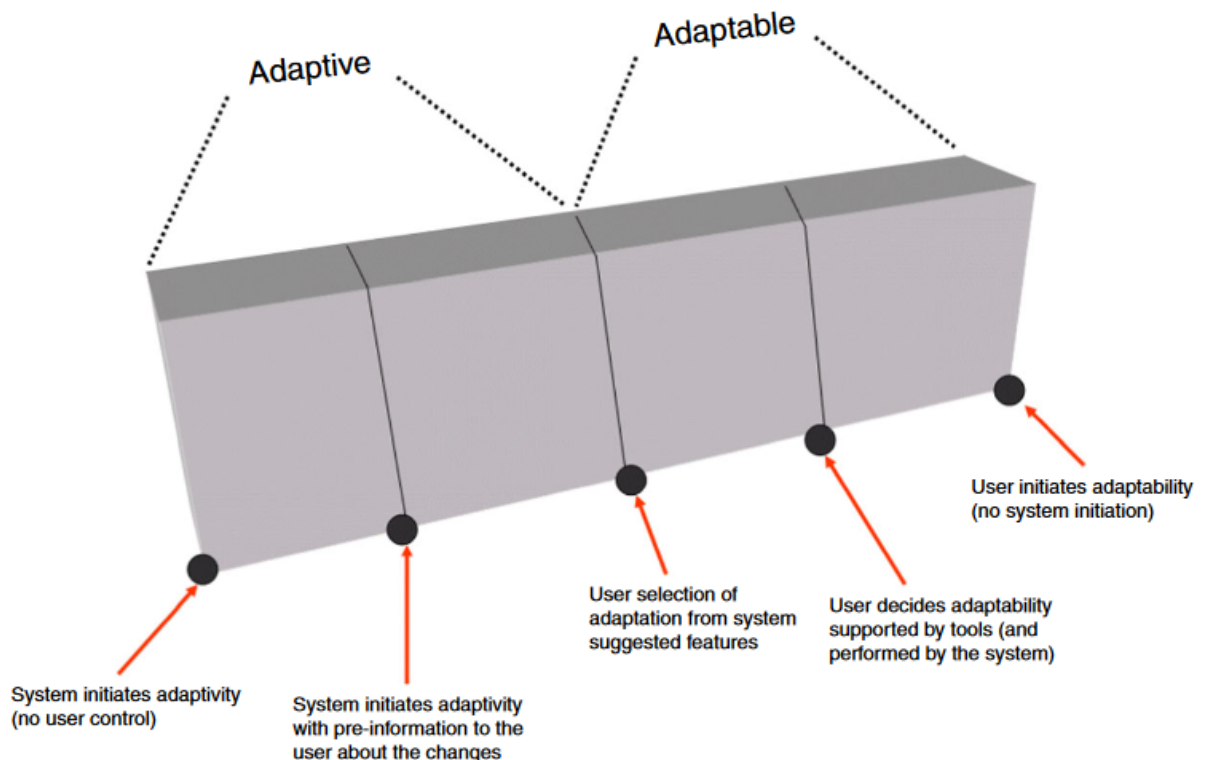 Adaptive
Adaptable
System initiates adaptivity
(no user control)
System initiates adaptivity
with pre-information to the
user about the changes
User selection of
adaptation from system
suggested features
User decides adaptability
supported by tools (and
performed by the system)
User initiates adaptability
(no system initiation)